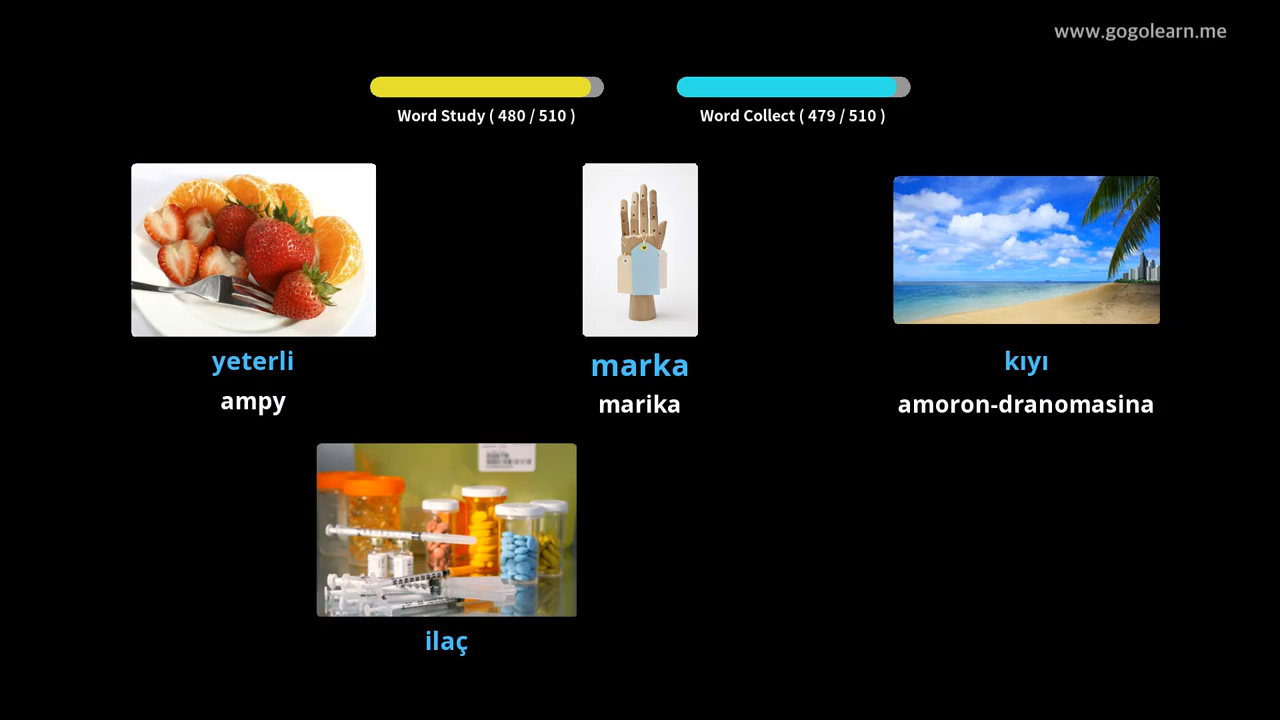 www.gogolearn.me
Word Study ( 480 / 510 )
Word Collect ( 479 / 510 )
yeterli
marka
kıyı
ampy
marika
amoron-dranomasina
ilaç